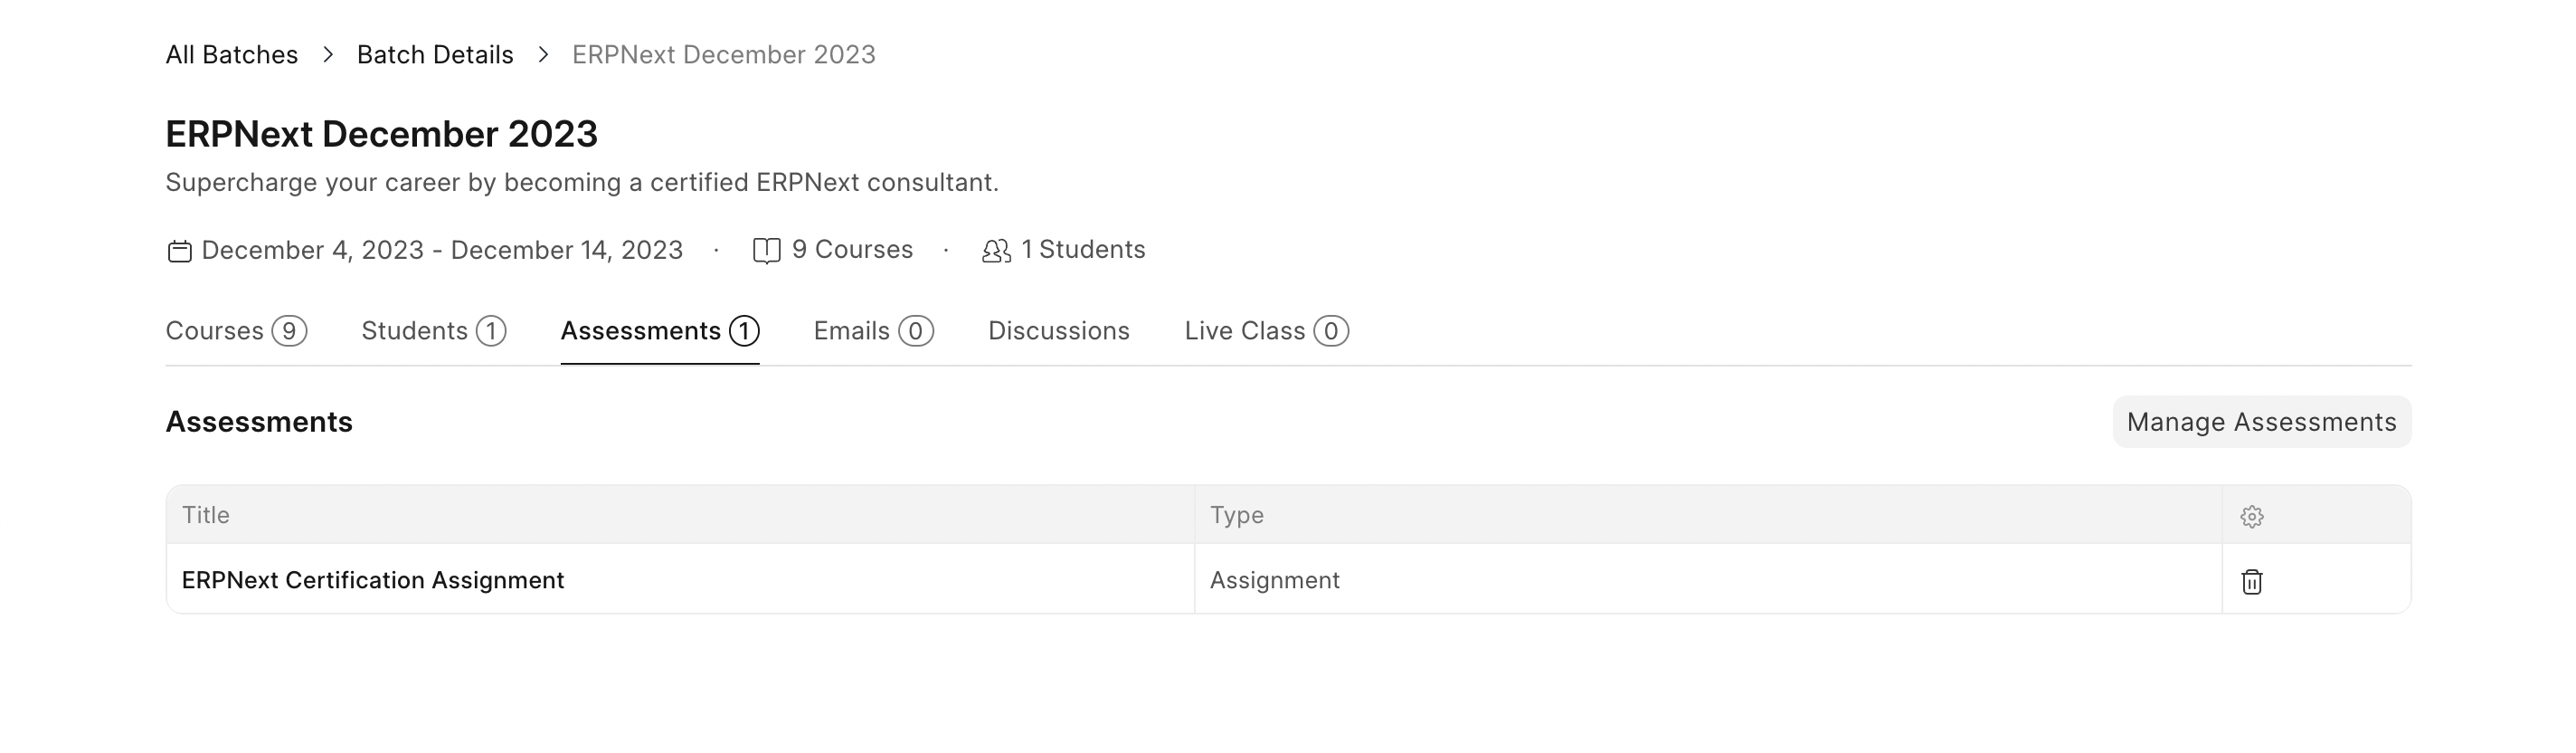 All Batches > Batch Details > ERPNext December 2023
ERPNext December 2023
Supercharge your career by becoming a certified ERPNext consultant.
December 4, 2023 - December 14, 2023 · 9 Courses · 1 Students
Courses 9 Students 1 Assessments 1 Emails 0 Discussions Live Class 0
Assessments Manage Assessments
Title Type
ERPNext Certification Assignment Assignment